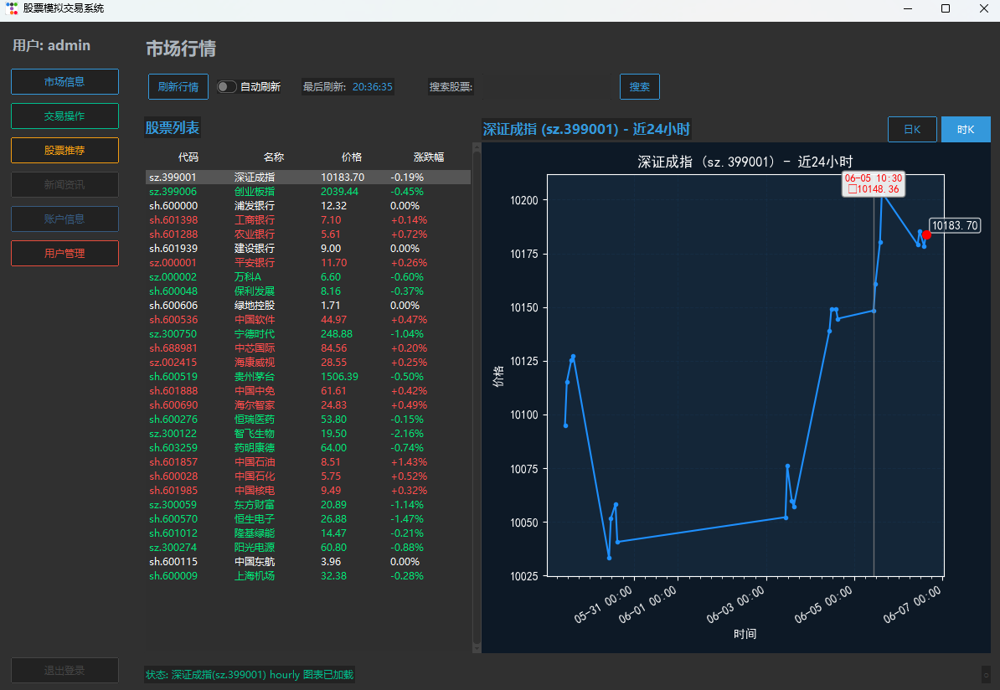 股票模拟交易系统
用户: admin
市场信息
交易操作
股票推荐
新闻资讯
账户信息
用户管理
退出登录
市场行情
刷新行情 自动刷新 最后刷新: 20:36:35 搜索股票: 搜索
股票列表
代码 名称 价格 涨跌幅
sz.399001 深证成指 10183.70 -0.19%
sz.399006 创业板指 2039.44 -0.45%
sh.600000 浦发银行 12.32 0.00%
sh.601398 工商银行 7.10 +0.14%
sh.601288 农业银行 5.61 +0.72%
sh.601939 建设银行 9.00 0.00%
sz.000001 平安银行 11.70 +0.26%
sz.000002 万科A 6.60 -0.60%
sh.600048 保利发展 8.16 -0.37%
sh.600606 绿地控股 1.71 0.00%
sh.600536 中国软件 44.97 +0.47%
sz.300750 宁德时代 248.88 -1.04%
sh.688981 中芯国际 84.56 +0.20%
sz.002415 海康威视 28.55 +0.25%
sh.600519 贵州茅台 1506.39 -0.50%
sh.601888 中国中免 61.61 +0.42%
sh.600690 海尔智家 24.83 +0.49%
sh.600276 恒瑞医药 53.80 -0.15%
sz.300122 智飞生物 19.50 -2.16%
sh.603259 药明康德 64.00 -0.74%
sh.601857 中国石油 8.51 +1.43%
sh.600028 中国石化 5.75 +0.52%
sh.601985 中国核电 9.49 +0.32%
sz.300059 东方财富 20.89 -1.14%
sh.600570 恒生电子 26.88 -1.47%
sh.601012 隆基绿能 14.47 -0.21%
sz.300274 阳光电源 60.80 -0.88%
sh.600115 中国东航 3.96 0.00%
sh.600009 上海机场 32.38 -0.28%
深证成指 (sz.399001) - 近24小时
日K 时K
深证成指 (sz.399001) - 近24小时
06-05 10:30
□10148.36
10183.70
10200
10175
10150
10125
10100
10075
10050
10025
价格
05-31 00:00
06-01 00:00
06-03 00:00
06-05 00:00
06-07 00:00
时间
状态: 深证成指(sz.399001) hourly 图表已加载